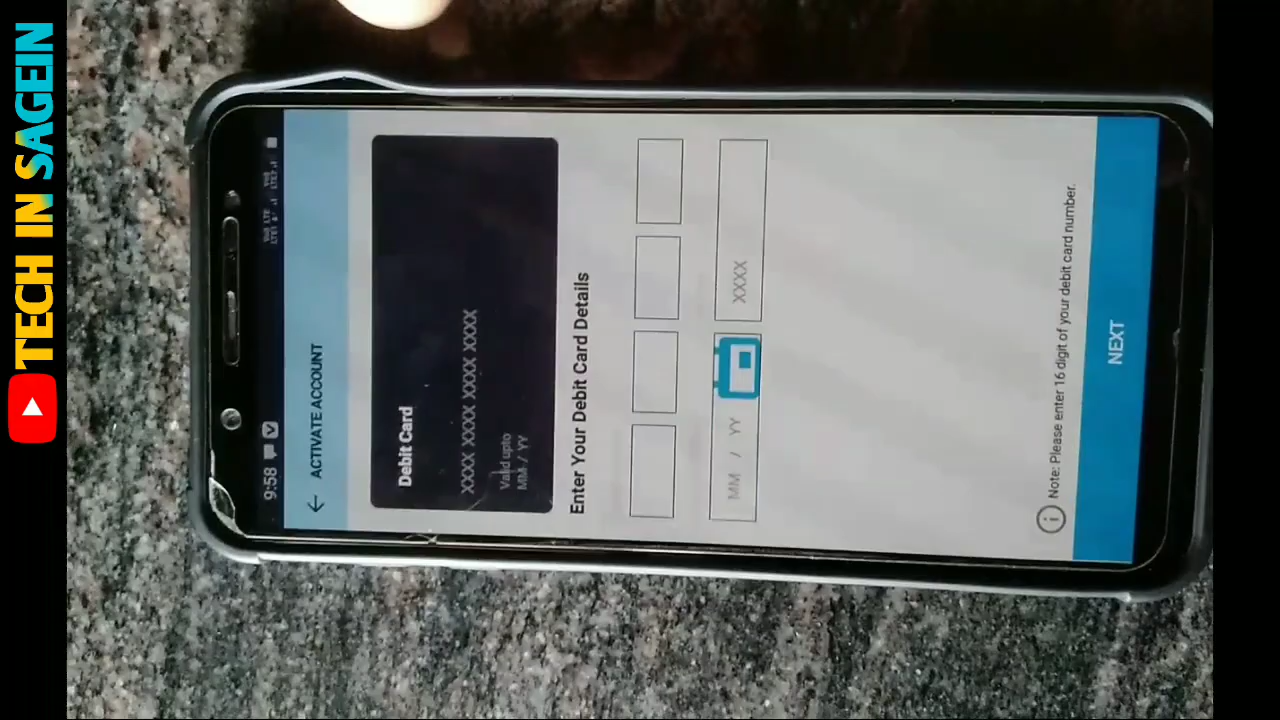 TECH IN SAGEIN
9:58
ACTIVATE ACCOUNT
Debit Card
XXXX XXXX XXXX XXXX
Valid upto
MM / YY
Enter Your Debit Card Details
MM / YY
XXXX
Note: Please enter 16 digit of your debit card number.
NEXT